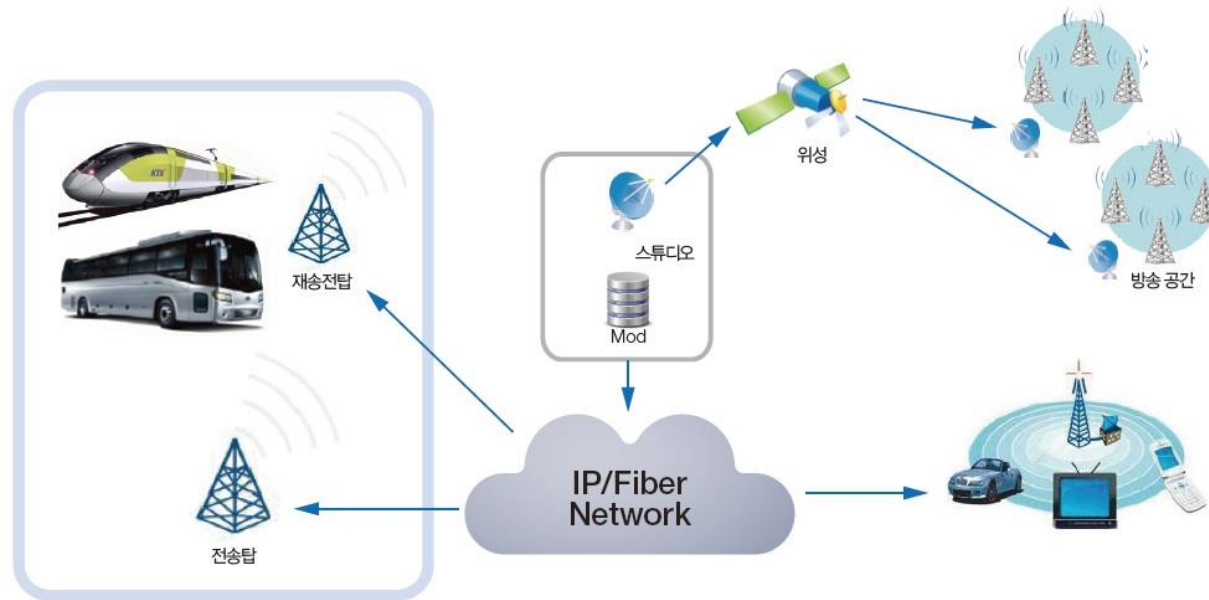 위성
스튜디오
Mod
방송 공간
KTX
재송전탑
IP/Fiber
Network
전송탑